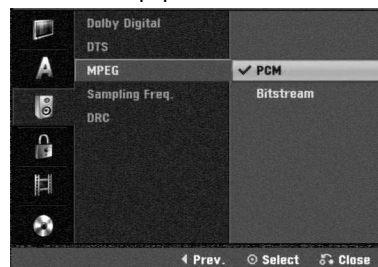 Dolby Digital
DTS
MPEG
PCM
Sampling Freq.
Bitstream
DRC
A
Prev.
Select
Close